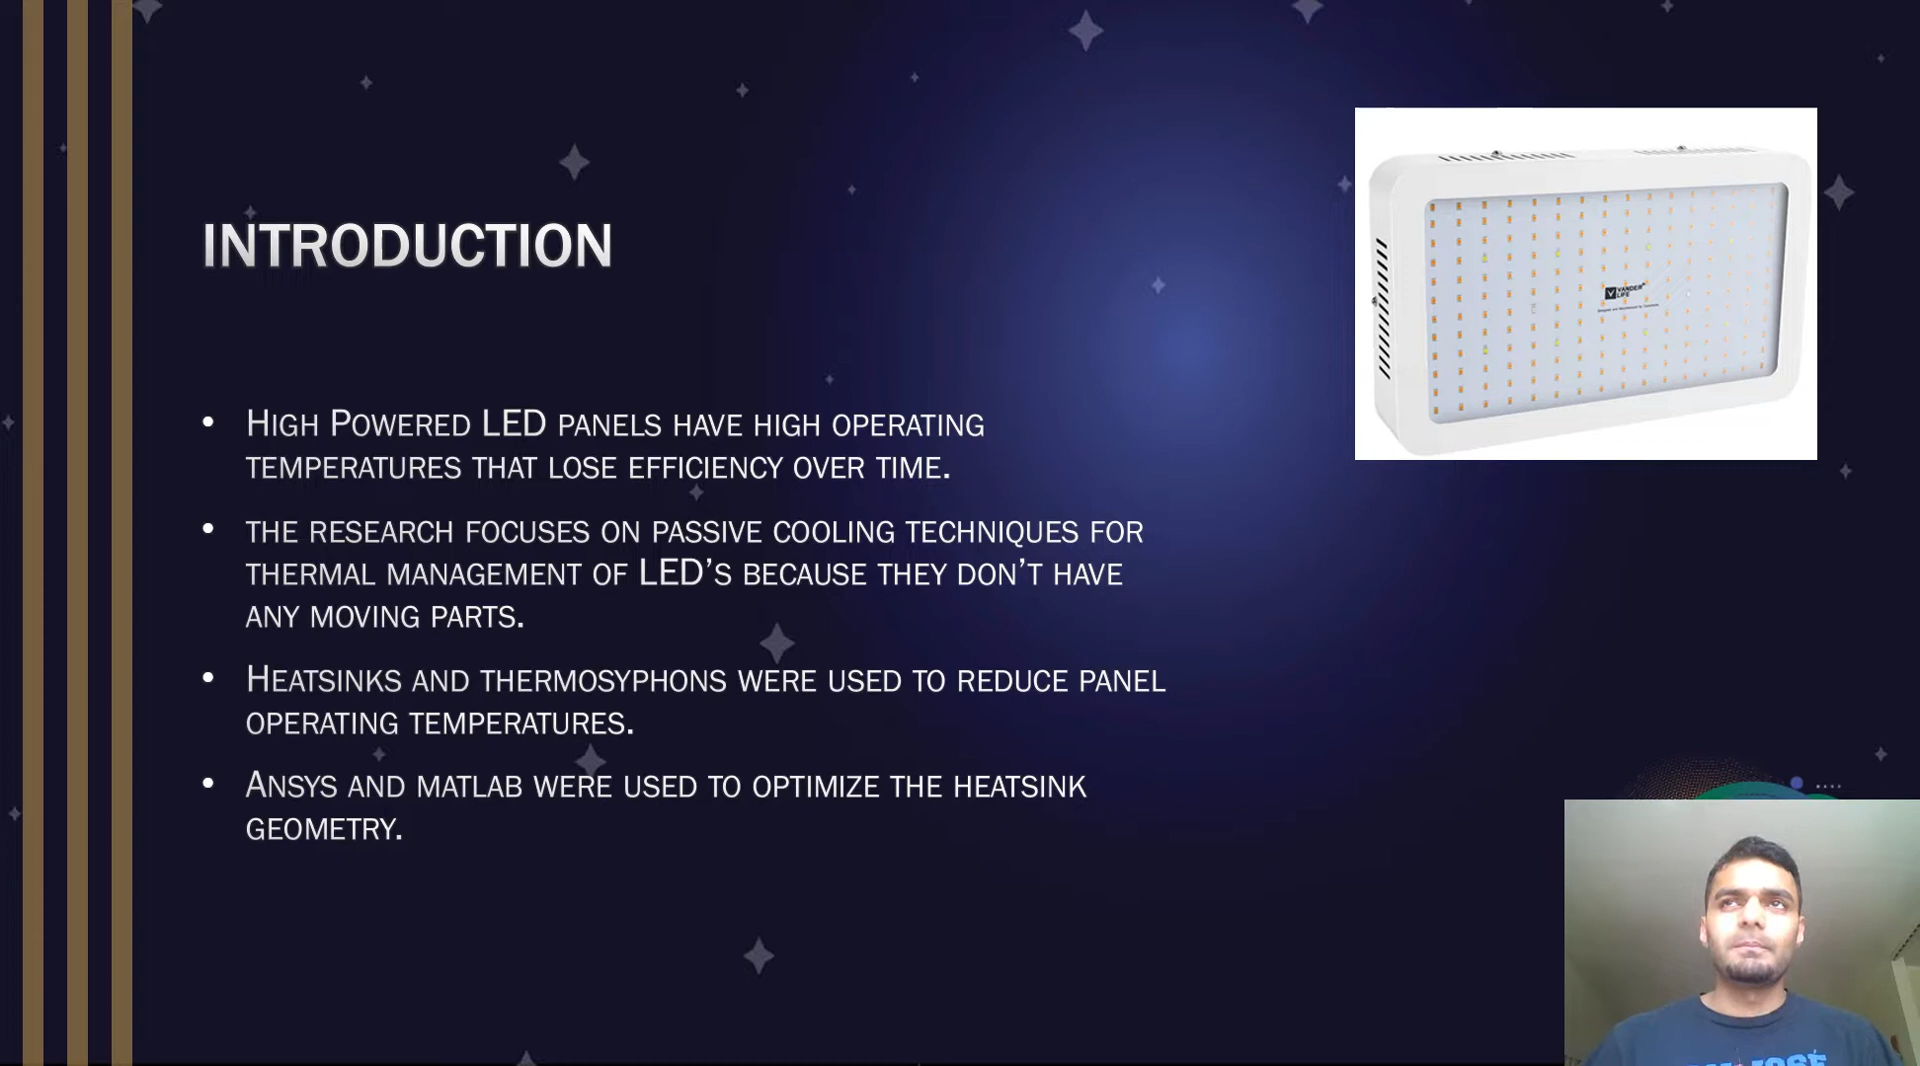 INTRODUCTION
• HIGH POWERED LED PANELS HAVE HIGH OPERATING
TEMPERATURES THAT LOSE EFFICIENCY OVER TIME.
• THE RESEARCH FOCUSES ON PASSIVE COOLING TECHNIQUES FOR
THERMAL MANAGEMENT OF LED’S BECAUSE THEY DON’T HAVE
ANY MOVING PARTS.
• HEATSINKS AND THERMOSYPHONS WERE USED TO REDUCE PANEL
OPERATING TEMPERATURES.
• ANSYS AND MATLAB WERE USED TO OPTIMIZE THE HEATSINK
GEOMETRY.
VANDER
LIFE